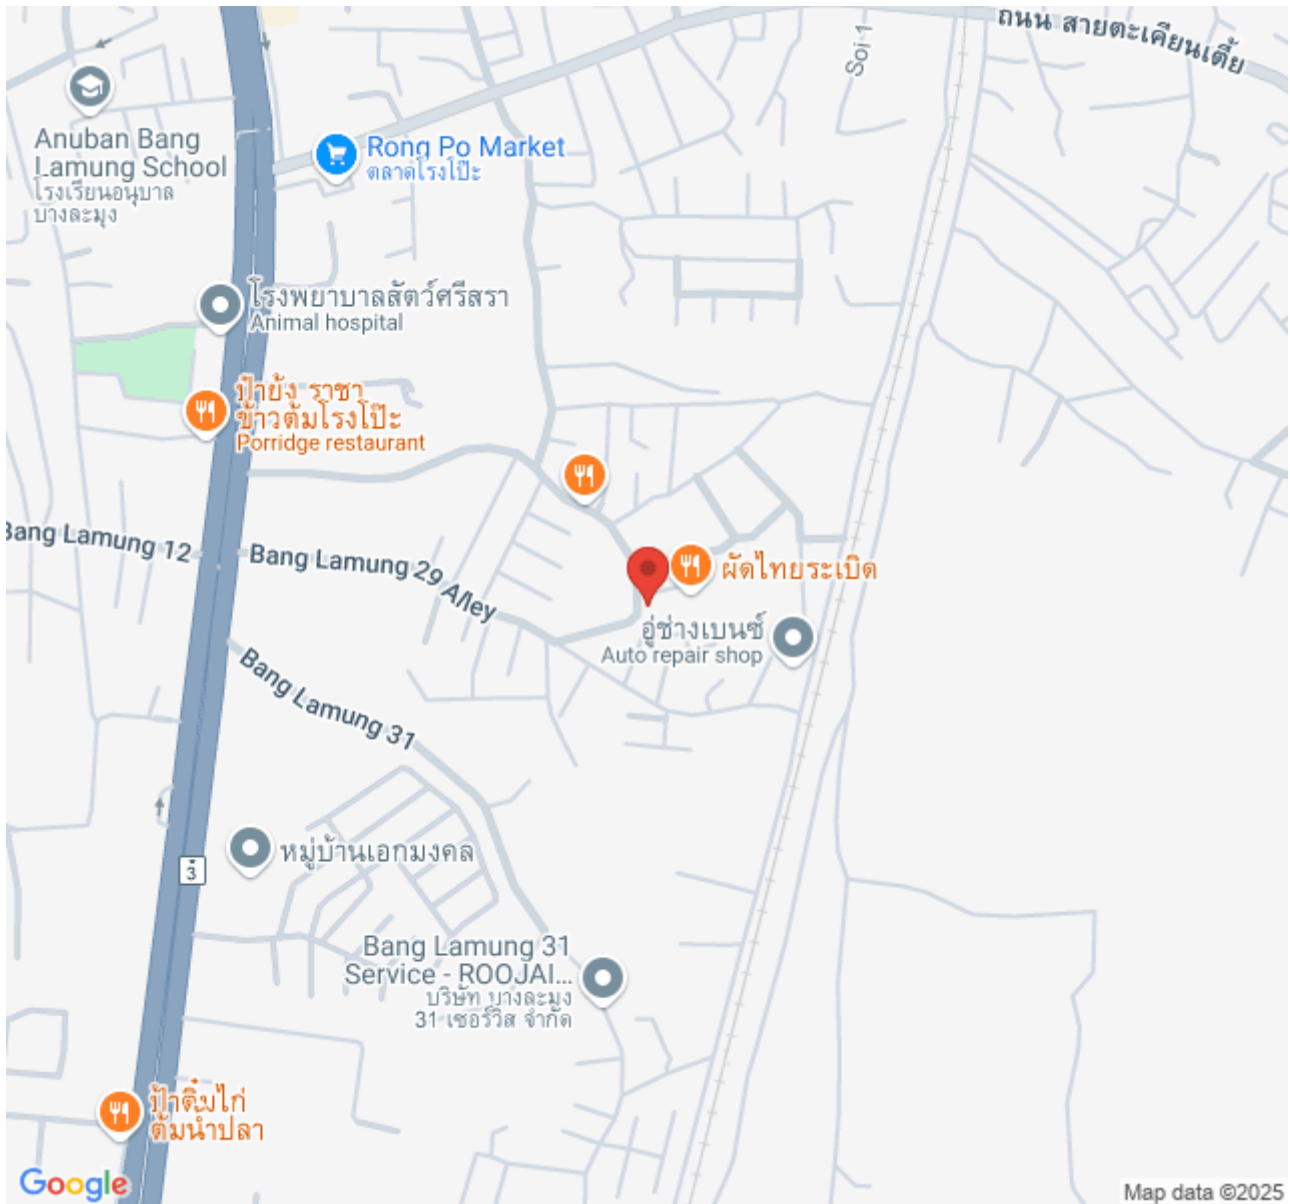 ถนน สายตะเคียนเตี้ย
Soi 1
Anuban Bang
Lamung School
โรงเรียนอนุบาล
บางละมุง
Rong Po Market
ตลาดโรงโป๊ะ
โรงพยาบาลสัตว์ศรีสรา
Animal hospital
ป้ายัง ราชา
ข้าวต้มโรงโป๊ะ
Porridge restaurant
Bang Lamung 12
Bang Lamung 29 Alley
ผัดไทยระเบิด
อู่ช่างเบนซ์
Auto repair shop
Bang Lamung 31
หมู่บ้านเอกมงคล
3
Bang Lamung 31
Service - ROOJAI...
บริษัท บางละมุง
31 เซอร์วิส จำกัด
ป้าติ๋มไก่
ต้มน้ำปลา
Google
Map data ©2025